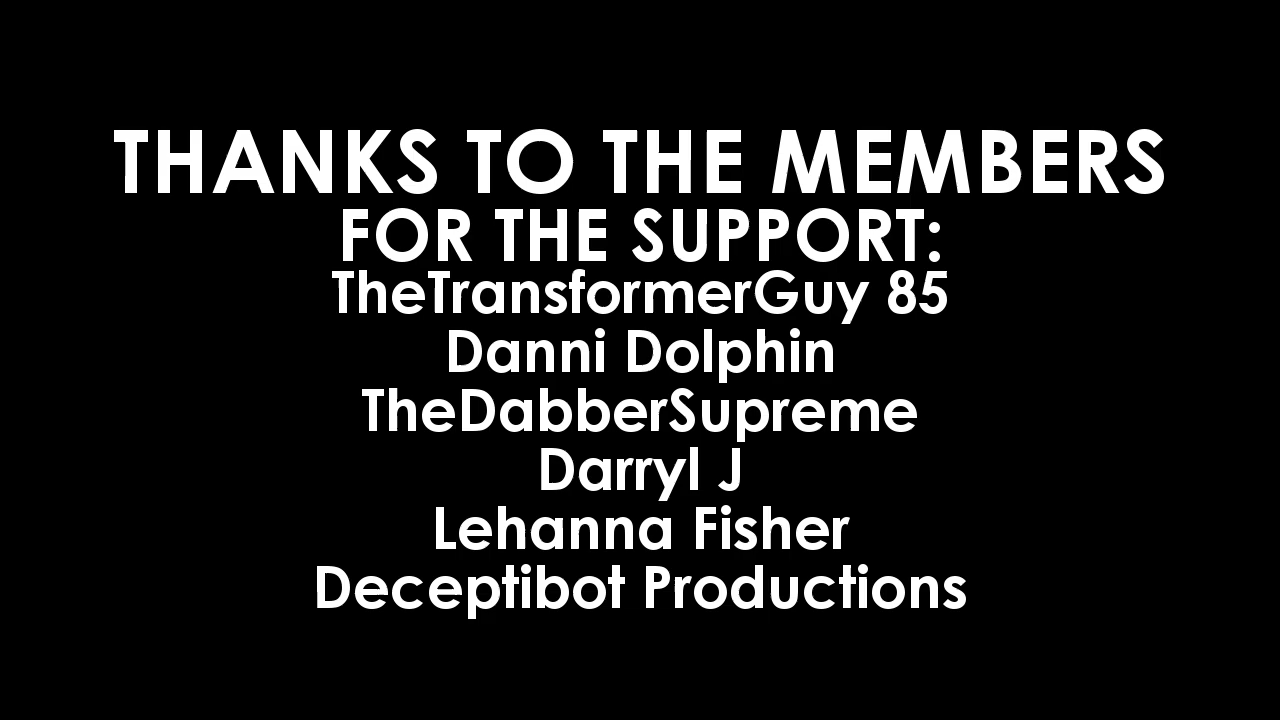 THANKS TO THE MEMBERS
FOR THE SUPPORT:
TheTransformerGuy 85
Danni Dolphin
TheDabberSupreme
Darryl J
Lehanna Fisher
Deceptibot Productions